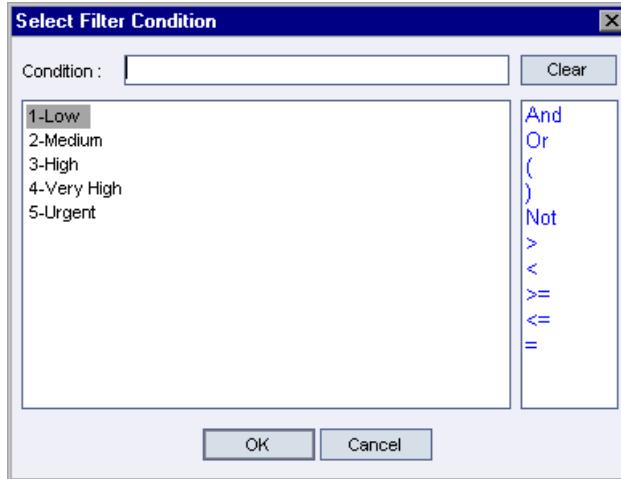 Select Filter Condition
Condition :
Clear
1-Low
2-Medium
3-High
4-Very High
5-Urgent
And
Or
(
)
Not
>
<
>=
<=
=
OK
Cancel